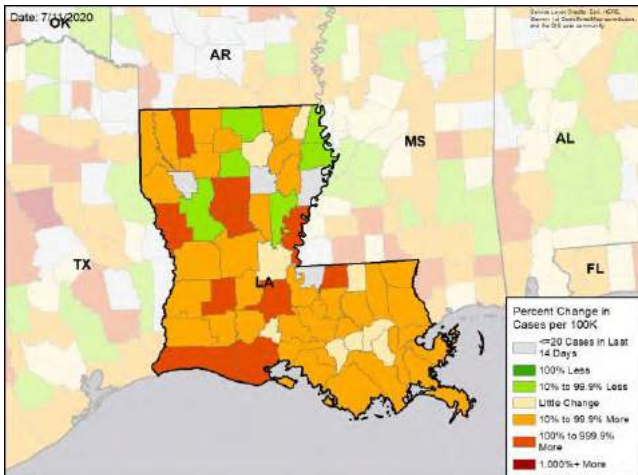 Date: 7/11/2020
OK
AR
MS
AL
TX
LA
FL
Percent Change in
Cases per 100K
<=20 Cases in Last
14 Days
100% Less
10% to 99.9% Less
Little Change
10% to 99.9% More
100% to 999.9%
More
1,000%+ More